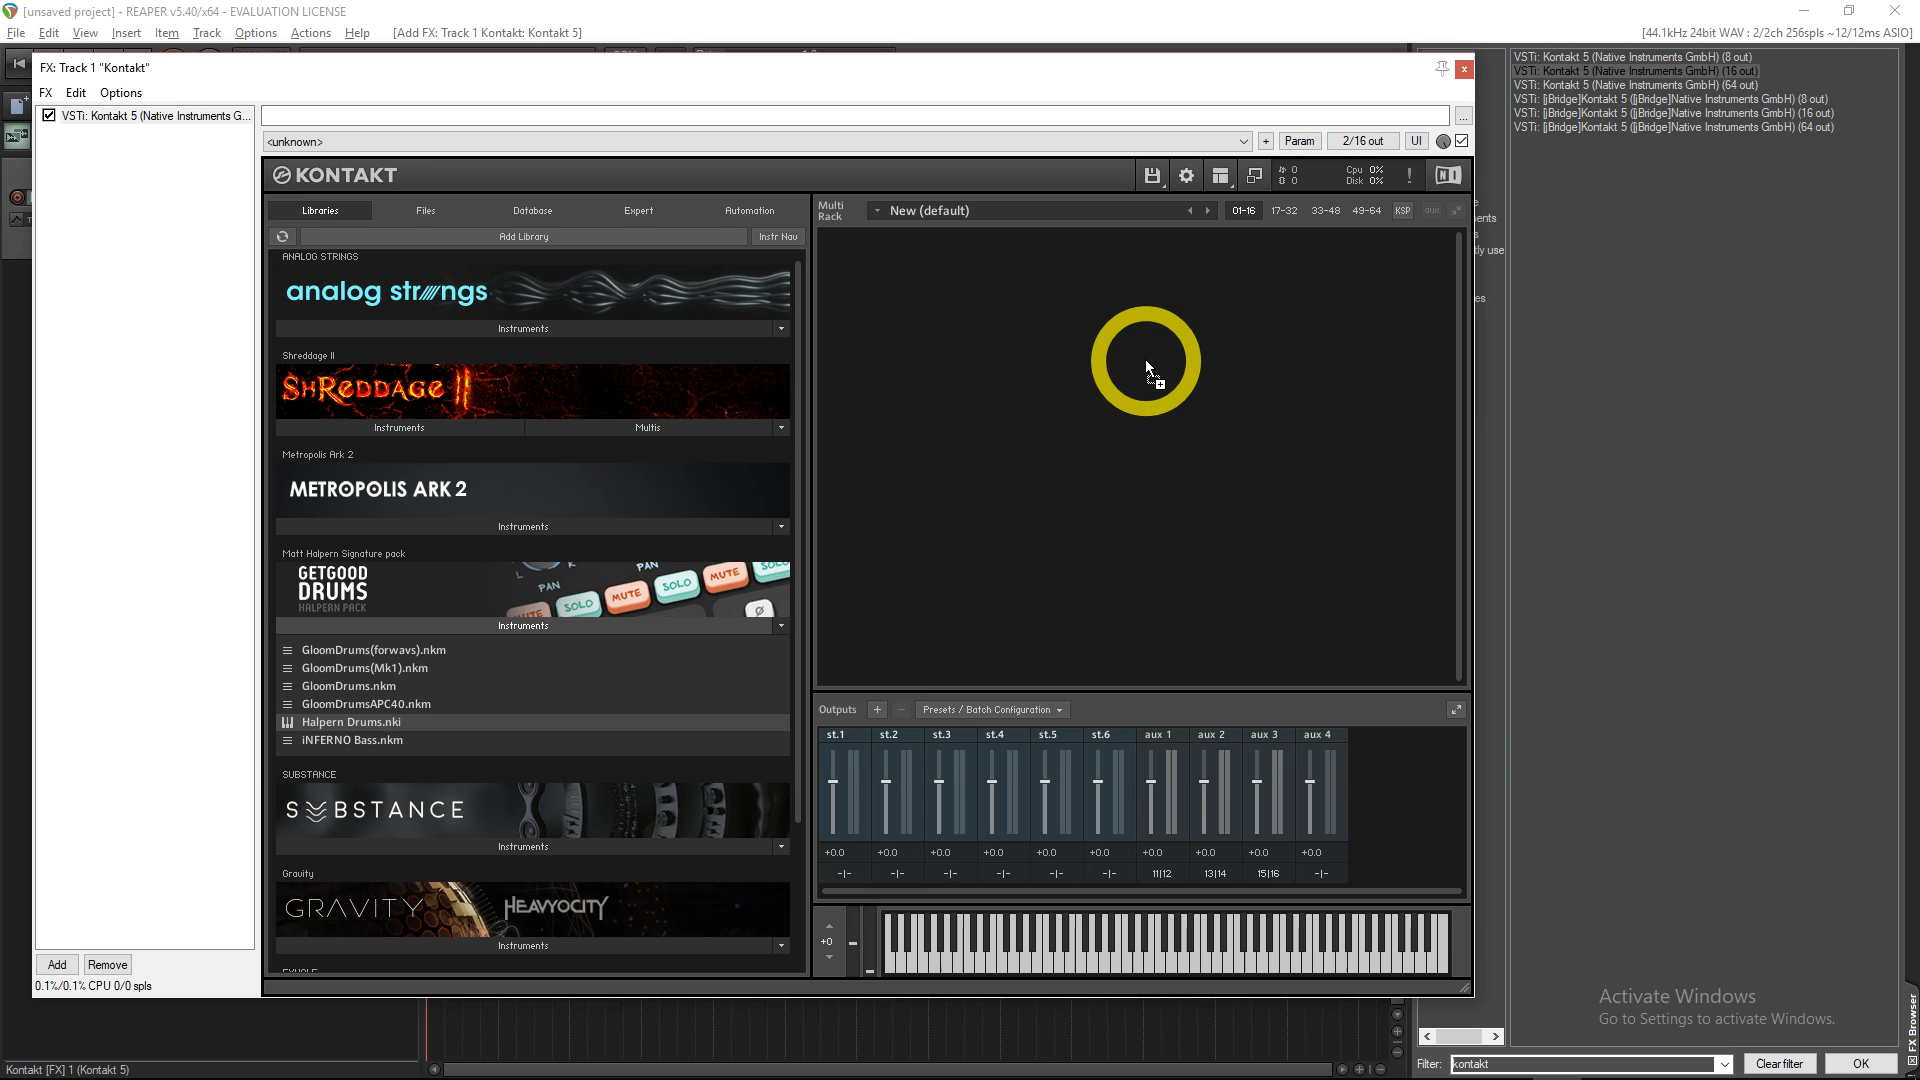 [unsaved project] - REAPER v5.40/x64 - EVALUATION LICENSE
File Edit View Insert Item Track Options Actions Help [Add FX: Track 1 Kontakt: Kontakt 5]
[44.1kHz 24bit WAV : 2/2ch 256spls ~12/12ms ASIO]
FX: Track 1 "Kontakt"
FX Edit Options
VSTi: Kontakt 5 (Native Instruments G...
<unknown>
+ Param 2/16 out UI
KONTAKT
0
0
Cpu 0%
Disk 0%
!
Libraries Files Database Expert Automation
Add Library Instr Nav
ANALOG STRINGS
analog strings
Instruments
Shreddage II
SHREDDAGE II
Instruments Multis
Metropolis Ark 2
METROPOLIS ARK 2
Instruments
Matt Halpern Signature pack
GETGOOD
DRUMS
HALPERN PACK
L PAN MUTE SOLO MUTE SOLO PAN MUTE SOLO
Instruments
GloomDrums(forwavs).nkm
GloomDrums(Mk1).nkm
GloomDrums.nkm
GloomDrumsAPC40.nkm
Halpern Drums.nki
iNFERNO Bass.nkm
SUBSTANCE
SUBSTANCE
Instruments
Gravity
GRAVITY HEAVYOCITY
Instruments
Multi
Rack
New (default)
01-16 17-32 33-48 49-64 KSP aux
Outputs + - Presets / Batch Configuration
st.1 st.2 st.3 st.4 st.5 st.6 aux 1 aux 2 aux 3 aux 4
+0.0 +0.0 +0.0 +0.0 +0.0 +0.0 +0.0 +0.0 +0.0 +0.0
-|- -|- -|- -|- -|- -|- 11|12 13|14 15|16 -|-
+0
Add Remove
0.1%/0.1% CPU 0/0 spls
Kontakt [FX] 1 (Kontakt 5)
VSTi: Kontakt 5 (Native Instruments GmbH) (8 out)
VSTi: Kontakt 5 (Native Instruments GmbH) (16 out)
VSTi: Kontakt 5 (Native Instruments GmbH) (64 out)
VSTi: [jBridge]Kontakt 5 ([jBridge]Native Instruments GmbH) (8 out)
VSTi: [jBridge]Kontakt 5 ([jBridge]Native Instruments GmbH) (16 out)
VSTi: [jBridge]Kontakt 5 ([jBridge]Native Instruments GmbH) (64 out)
Activate Windows
Go to Settings to activate Windows.
FX Browser
Filter: kontakt Clear filter OK